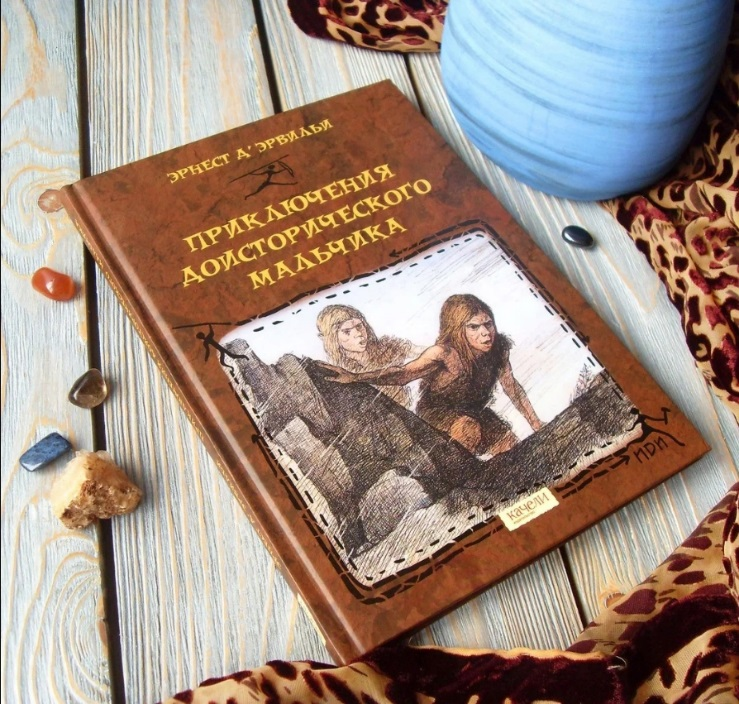 ЭРНЕСТ Д'ЭРВИЛЬИ
ПРИКЛЮЧЕНИЯ
ДОИСТОРИЧЕСКОГО
МАЛЬЧИКА
КАЧЕЛИ